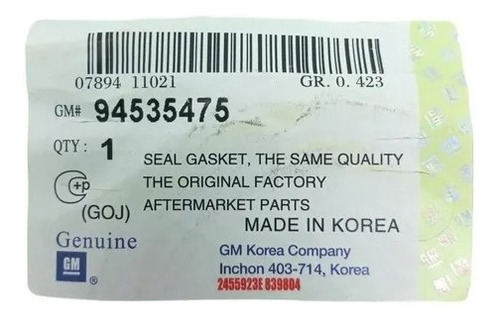 07894 11021 GR. 0. 423
GM# 94535475
QTY : 1 SEAL GASKET, THE SAME QUALITY
C+p THE ORIGINAL FACTORY
(GOJ) AFTERMARKET PARTS
MADE IN KOREA
Genuine GM Korea Company
GM ® Inchon 403-714, Korea
2455923E 839804